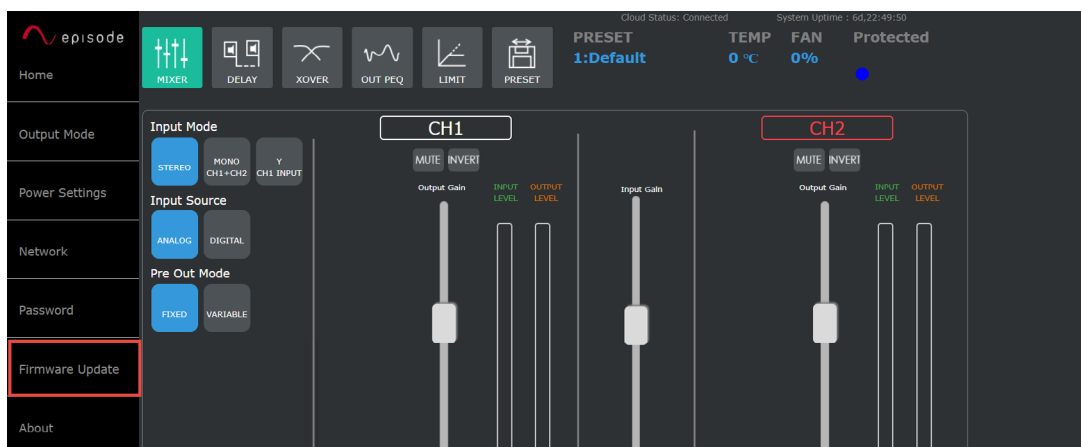 Cloud Status: Connected System Uptime : 6d,22:49:50
episode
Home
Output Mode
Power Settings
Network
Password
Firmware Update
About
MIXER DELAY XOVER OUT PEQ LIMIT PRESET
PRESET TEMP FAN Protected
1:Default 0 °C 0%
Input Mode
STEREO
MONO
CH1+CH2
Y
CH1 INPUT
Input Source
ANALOG DIGITAL
Pre Out Mode
FIXED VARIABLE
CH1
MUTE INVERT
Output Gain
INPUT
LEVEL
OUTPUT
LEVEL
Input Gain
CH2
MUTE INVERT
Output Gain
INPUT
LEVEL
OUTPUT
LEVEL